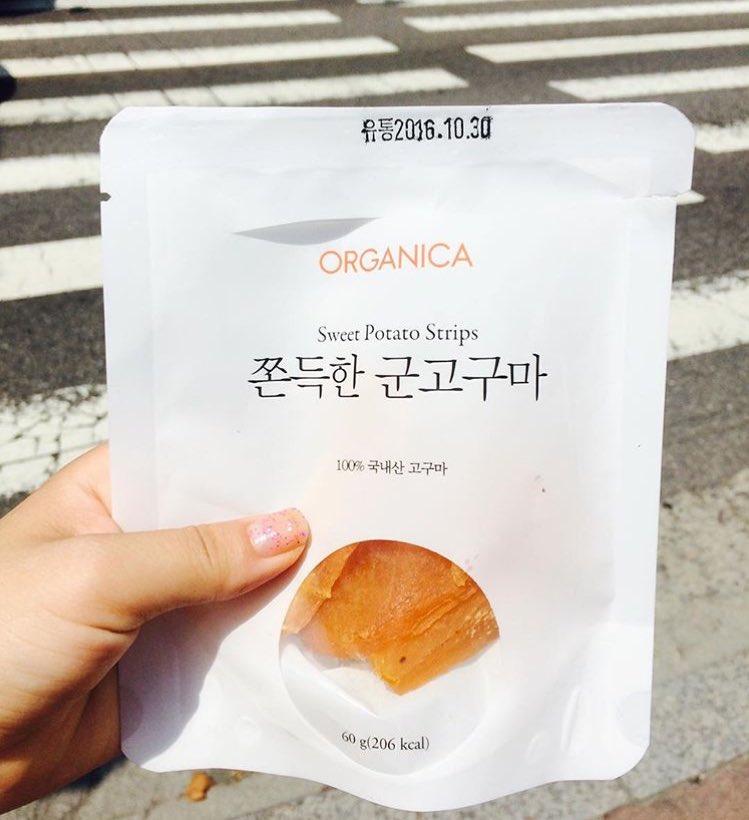 유통2016.10.30
ORGANICA
Sweet Potato Strips
쫀득한 군고구마
100% 국내산 고구마
60 g(206 kcal)